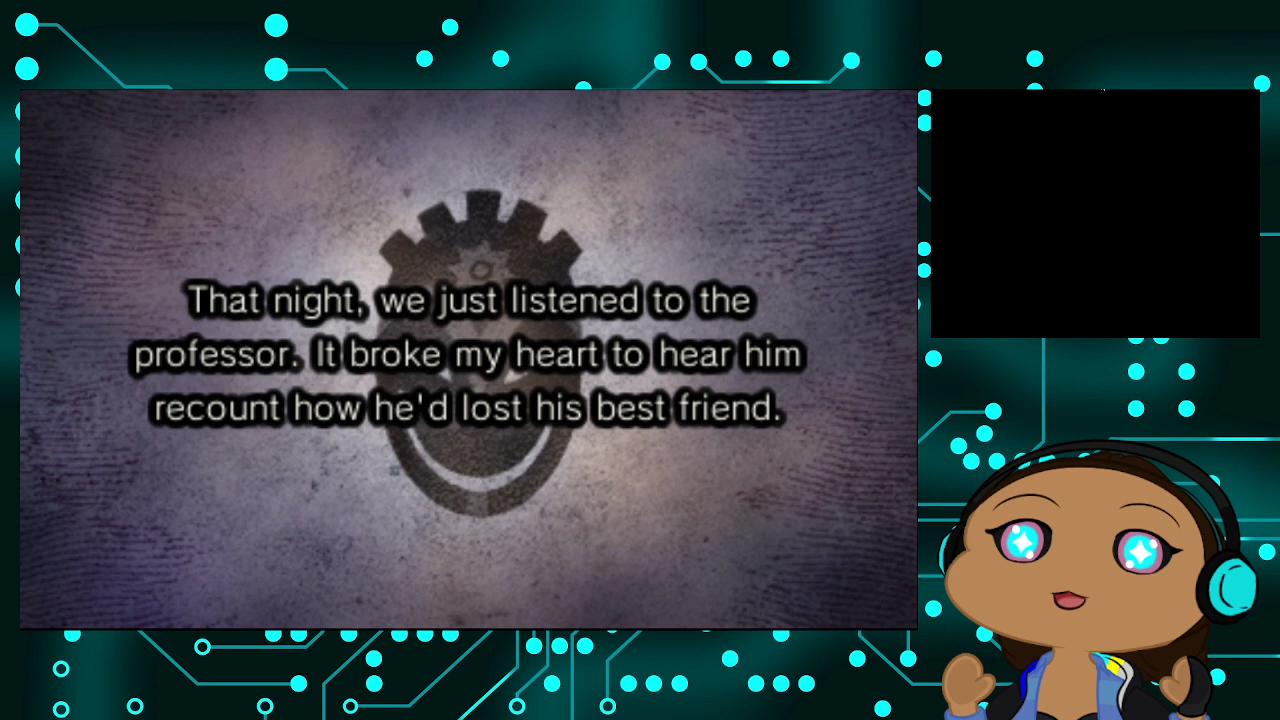 That night, we just listened to the
professor. It broke my heart to hear him
recount how he'd lost his best friend.